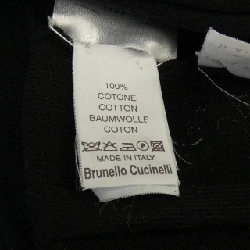 100%
COTONE
COTTON
BAUMWOLLE
COTON
MADE IN ITALY
Brunello Cucinelli